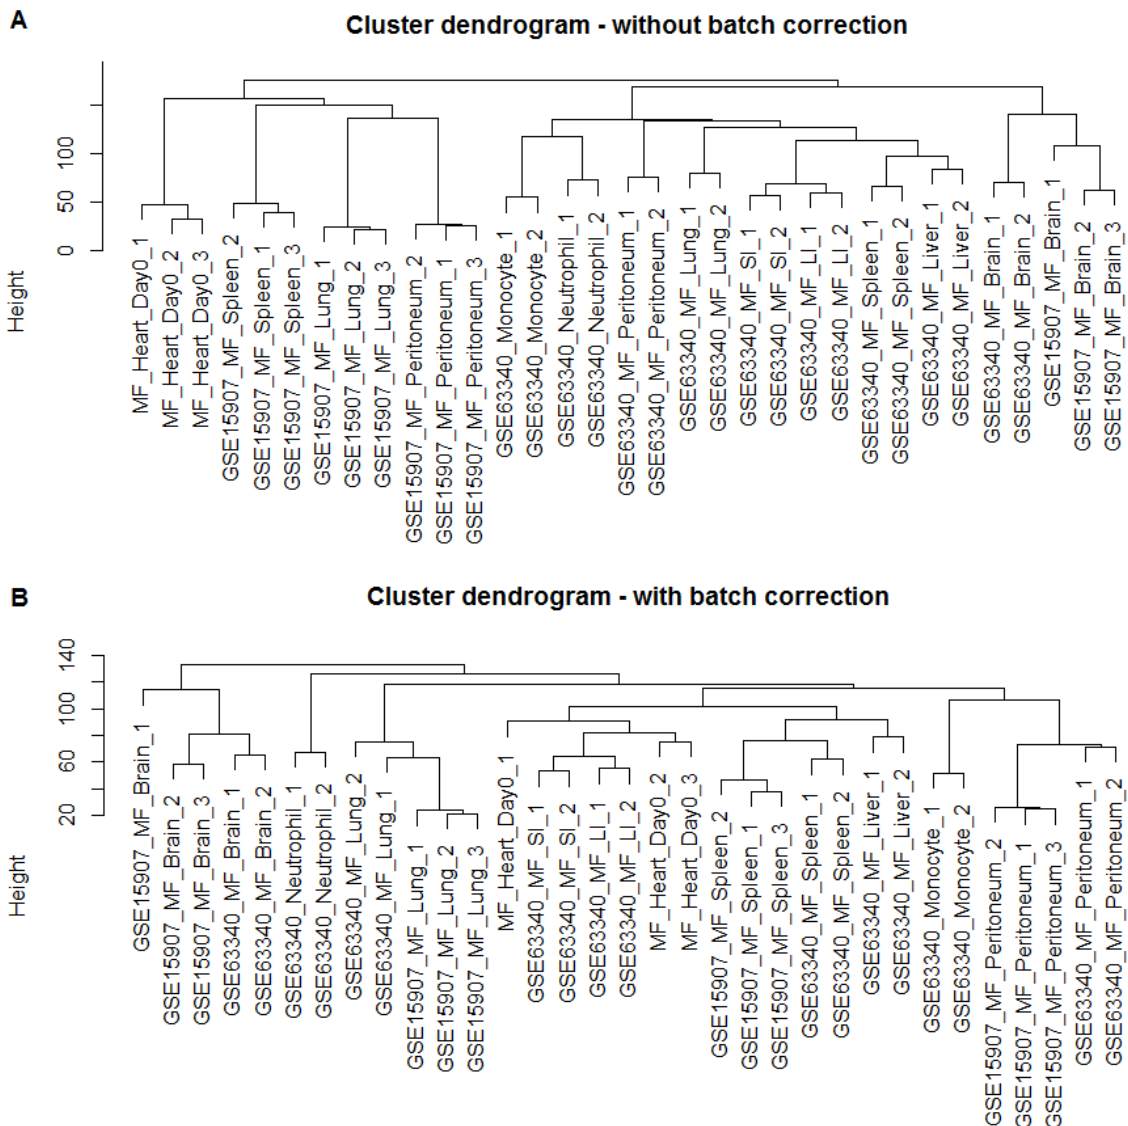 A
Cluster dendrogram - without batch correction
Height
0
50
100
MF_Heart_Day0_1
MF_Heart_Day0_2
MF_Heart_Day0_3
GSE15907_MF_Spleen_2
GSE15907_MF_Spleen_1
GSE15907_MF_Spleen_3
GSE15907_MF_Lung_1
GSE15907_MF_Lung_2
GSE15907_MF_Lung_3
GSE15907_MF_Peritoneum_2
GSE15907_MF_Peritoneum_1
GSE15907_MF_Peritoneum_3
GSE63340_Monocyte_1
GSE63340_Monocyte_2
GSE63340_Neutrophil_1
GSE63340_Neutrophil_2
GSE63340_MF_Peritoneum_1
GSE63340_MF_Peritoneum_2
GSE63340_MF_Lung_1
GSE63340_MF_Lung_2
GSE63340_MF_SI_1
GSE63340_MF_SI_2
GSE63340_MF_LI_1
GSE63340_MF_LI_2
GSE63340_MF_Spleen_1
GSE63340_MF_Spleen_2
GSE63340_MF_Liver_1
GSE63340_MF_Liver_2
GSE63340_MF_Brain_1
GSE63340_MF_Brain_2
GSE15907_MF_Brain_1
GSE15907_MF_Brain_2
GSE15907_MF_Brain_3
B
Cluster dendrogram - with batch correction
Height
20
60
100
140
GSE15907_MF_Brain_1
GSE15907_MF_Brain_2
GSE15907_MF_Brain_3
GSE63340_MF_Brain_1
GSE63340_MF_Brain_2
GSE63340_Neutrophil_1
GSE63340_Neutrophil_2
GSE63340_MF_Lung_2
GSE63340_MF_Lung_1
GSE15907_MF_Lung_1
GSE15907_MF_Lung_2
GSE15907_MF_Lung_3
MF_Heart_Day0_1
GSE63340_MF_SI_1
GSE63340_MF_SI_2
GSE63340_MF_LI_1
GSE63340_MF_LI_2
MF_Heart_Day0_2
MF_Heart_Day0_3
GSE15907_MF_Spleen_2
GSE15907_MF_Spleen_1
GSE15907_MF_Spleen_3
GSE63340_MF_Spleen_1
GSE63340_MF_Spleen_2
GSE63340_MF_Liver_1
GSE63340_MF_Liver_2
GSE63340_Monocyte_1
GSE63340_Monocyte_2
GSE15907_MF_Peritoneum_2
GSE15907_MF_Peritoneum_1
GSE15907_MF_Peritoneum_3
GSE63340_MF_Peritoneum_1
GSE63340_MF_Peritoneum_2